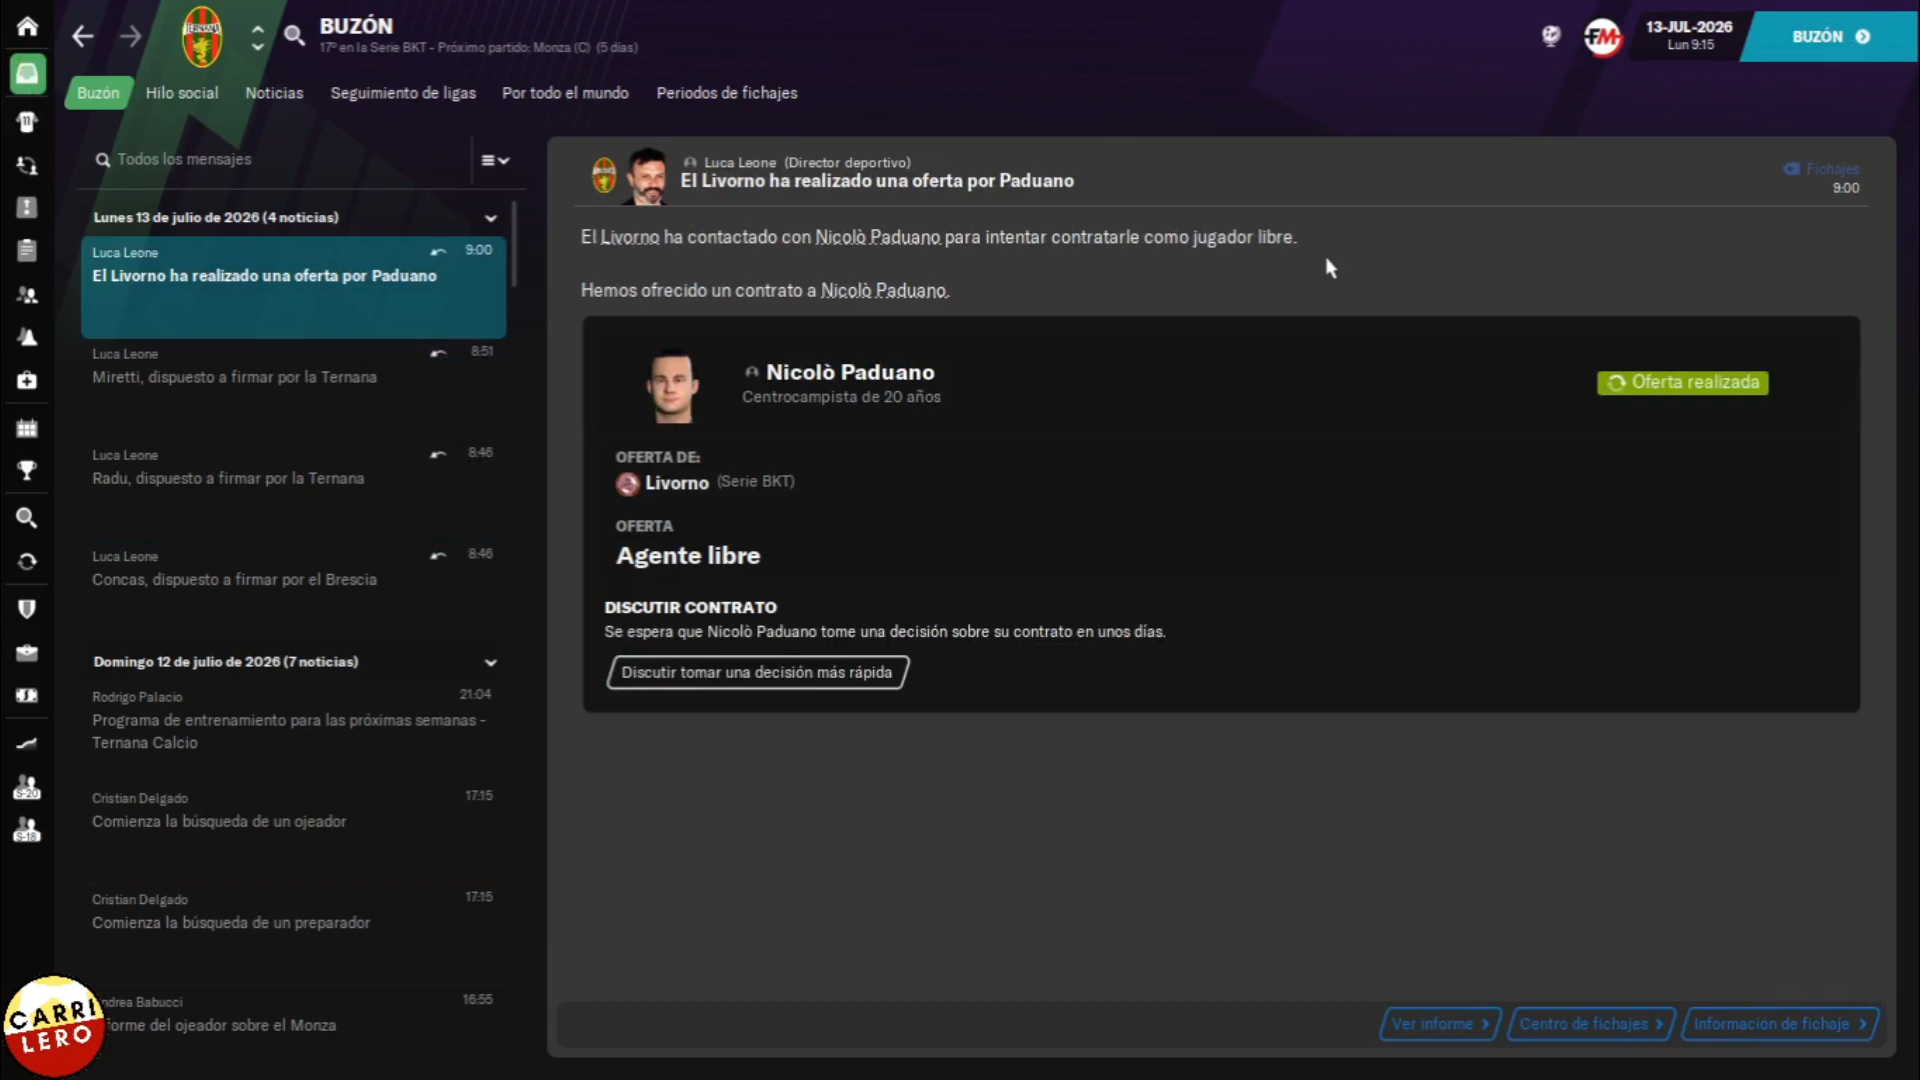 BUZÓN
17º en la Serie BKT - Próximo partido: Monza (C) (5 días)
FM
13-JUL-2026
Lun 9:15
BUZÓN
Buzón
Hilo social
Noticias
Seguimiento de ligas
Por todo el mundo
Periodos de fichajes
Todos los mensajes
Lunes 13 de julio de 2026 (4 noticias)
Luca Leone
9:00
El Livorno ha realizado una oferta por Paduano
Luca Leone
8:51
Miretti, dispuesto a firmar por la Ternana
Luca Leone
8:46
Radu, dispuesto a firmar por la Ternana
Luca Leone
8:46
Concas, dispuesto a firmar por el Brescia
Domingo 12 de julio de 2026 (7 noticias)
Rodrigo Palacio
21:04
Programa de entrenamiento para las próximas semanas -
Ternana Calcio
Cristian Delgado
17:15
Comienza la búsqueda de un ojeador
Cristian Delgado
17:15
Comienza la búsqueda de un preparador
ndrea Babucci
16:55
forme del ojeador sobre el Monza
Luca Leone (Director deportivo)
El Livorno ha realizado una oferta por Paduano
Fichajes
9:00
El Livorno ha contactado con Nicolò Paduano para intentar contratarle como jugador libre.
Hemos ofrecido un contrato a Nicolò Paduano.
Nicolò Paduano
Centrocampista de 20 años
Oferta realizada
OFERTA DE:
Livorno (Serie BKT)
OFERTA
Agente libre
DISCUTIR CONTRATO
Se espera que Nicolò Paduano tome una decisión sobre su contrato en unos días.
Discutir tomar una decisión más rápida
Ver informe
Centro de fichajes
Información de fichaje
S-20
S-18
CARRI
LERO